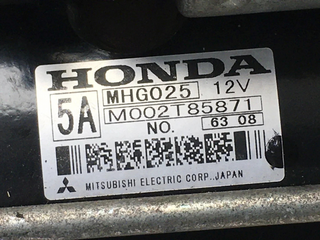 HONDA
5A MHG025 12V
M002T85871
NO. 63 08
MITSUBISHI ELECTRIC CORP., JAPAN